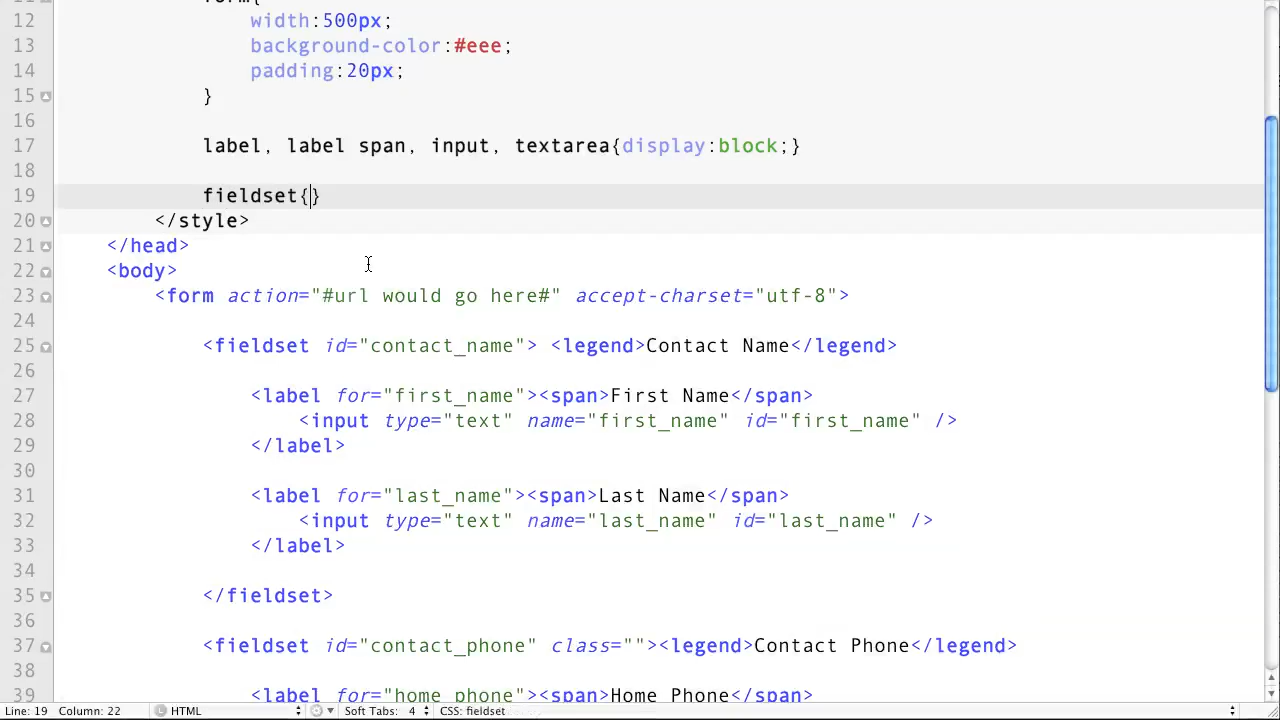 form{
12 width:500px;
13 background-color:#eee;
14 padding:20px;
15 }
16
17 label, label span, input, textarea{display:block;}
18
19 fieldset{}
20 </style>
21 </head>
22 <body>
23 <form action="#url would go here#" accept-charset="utf-8">
24
25 <fieldset id="contact_name"> <legend>Contact Name</legend>
26
27 <label for="first_name"><span>First Name</span>
28 <input type="text" name="first_name" id="first_name" />
29 </label>
30
31 <label for="last_name"><span>Last Name</span>
32 <input type="text" name="last_name" id="last_name" />
33 </label>
34
35 </fieldset>
36
37 <fieldset id="contact_phone" class=""><legend>Contact Phone</legend>
38
39 <label for="home_phone"><span>Home Phone</span>
Line: 19 Column: 22 L HTML Soft Tabs: 4 CSS: fieldset